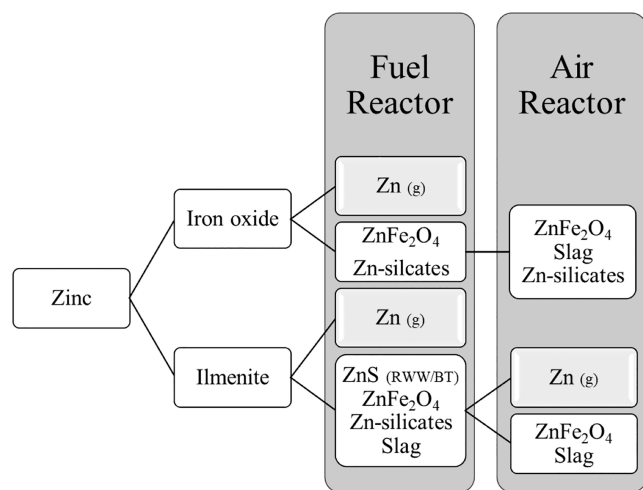 Fuel
Reactor
Air
Reactor
Zn (g)
Iron oxide
ZnFe₂O₄
Zn-silcates
ZnFe₂O₄
Slag
Zn-silicates
Zinc
Zn (g)
Ilmenite
ZnS (RWW/BT)
ZnFe₂O₄
Zn-silicates
Slag
Zn (g)
ZnFe₂O₄
Slag